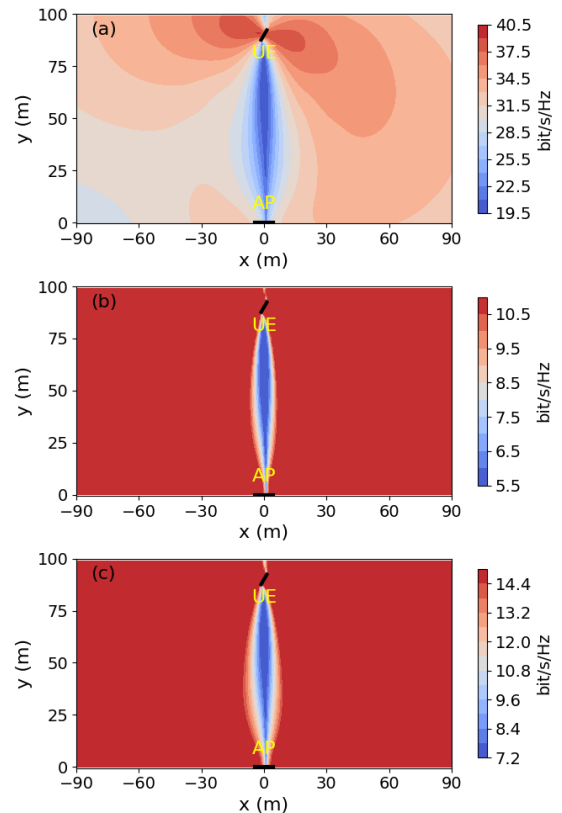 (a)
100
75
50
25
0
y (m)
UE
AP
−90 −60 −30 0 30 60 90
x (m)
40.5
37.5
34.5
31.5
28.5
25.5
22.5
19.5
bit/s/Hz
(b)
100
75
50
25
0
y (m)
UE
AP
−90 −60 −30 0 30 60 90
x (m)
10.5
9.5
8.5
7.5
6.5
5.5
bit/s/Hz
(c)
100
75
50
25
0
y (m)
UE
AP
−90 −60 −30 0 30 60 90
x (m)
14.4
13.2
12.0
10.8
9.6
8.4
7.2
bit/s/Hz